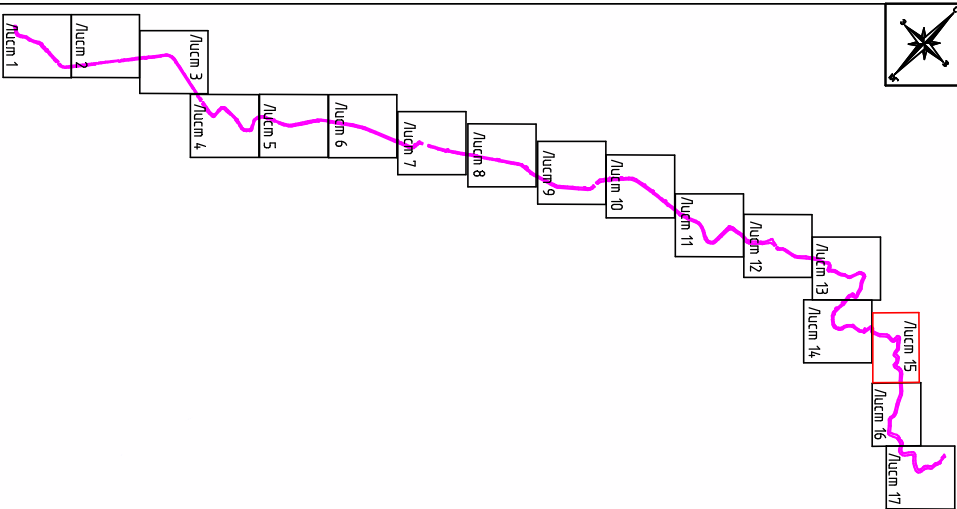 Лист 1
Лист 2
Лист 3
Лист 4
Лист 5
Лист 6
Лист 7
Лист 8
Лист 9
Лист 10
Лист 11
Лист 12
Лист 13
Лист 14
Лист 15
Лист 16
Лист 17